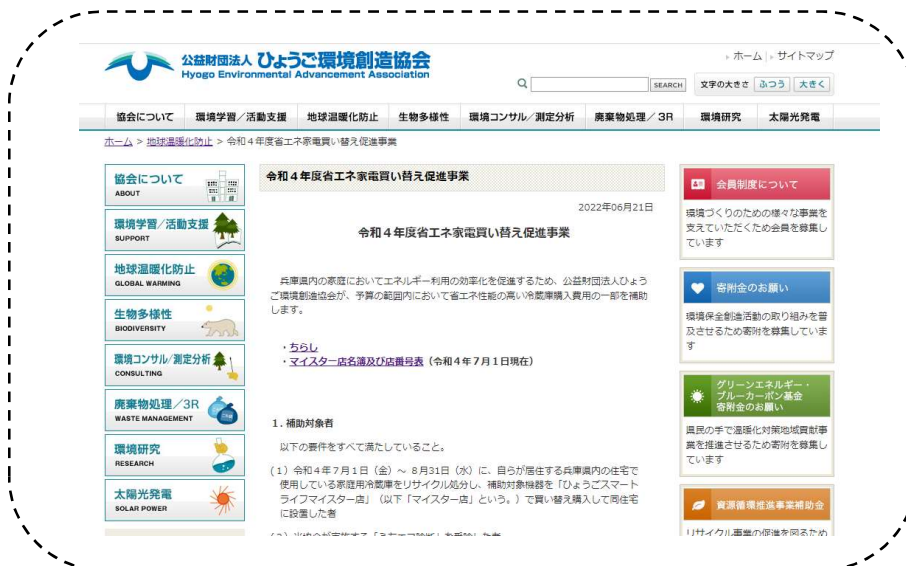 公益財団法人 ひょうご環境創造協会
Hyogo Environmental Advancement Association
ホーム | サイトマップ
SEARCH
文字の大きさ ふつう 大きく
協会について 環境学習／活動支援 地球温暖化防止 生物多様性 環境コンサル／測定分析 廃棄物処理／3R 環境研究 太陽光発電
ホーム > 地球温暖化防止 > 令和4年度省エネ家電買い替え促進事業
協会について
ABOUT
環境学習／活動支援
SUPPORT
地球温暖化防止
GLOBAL WARMING
生物多様性
BIODIVERSITY
環境コンサル／測定分析
CONSULTING
廃棄物処理／3R
WASTE MANAGEMENT
環境研究
RESEARCH
太陽光発電
SOLAR POWER
令和4年度省エネ家電買い替え促進事業
2022年06月21日
令和4年度省エネ家電買い替え促進事業
兵庫県内の家庭においてエネルギー利用の効率化を促進するため、公益財団法人ひょう
ご環境創造協会が、予算の範囲内において省エネ性能の高い冷蔵庫購入費用の一部を補助
します。
・ちらし
・マイスター店名簿及び店番号表（令和4年7月1日現在）
1．補助対象者
以下の要件をすべて満たしていること。
(1) 令和4年7月1日（金）～ 8月31日（水）に、自らが居住する兵庫県内の住宅で
使用している家庭用冷蔵庫をリサイクル処分し、補助対象機器を「ひょうごスマート
ライフマイスター店」（以下「マイスター店」という。）で買い替え購入して同住宅
に設置した者
会員制度について
環境づくりのための様々な事業を
支えていただくため会員を募集し
ています
寄附金のお願い
環境保全創造活動の取り組みを普
及させるため寄附を募集していま
す
グリーンエネルギー・
ブルーカーボン基金
寄附金のお願い
県民の手で温暖化対策地域貢献事
業を推進させるため寄附を募集し
ています
資源循環推進事業補助金
リサイクル事業の促進を図るため